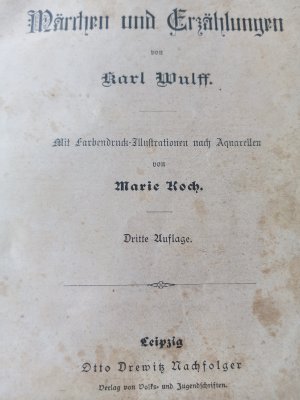 Märchen und Erzählungen
von
Karl Wulff.
Mit Farbendruck-Illustrationen nach Aquarellen
von
Marie Koch.
Dritte Auflage.
Leipzig
Otto Drewitz Nachfolger
Verlag von Volks- und Jugendschriften.